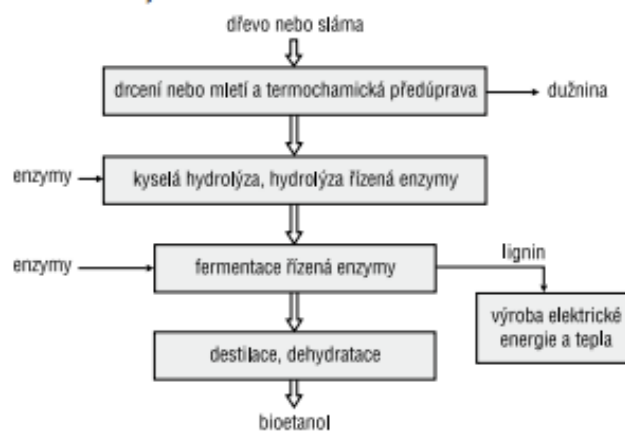 dřevo nebo sláma
drcení nebo mletí a termochamická předúprava
dužnina
enzymy
kyselá hydrolýza, hydrolýza řízená enzymy
enzymy
fermentace řízená enzymy
lignin
výroba elektrické
energie a tepla
destilace, dehydratace
bioetanol